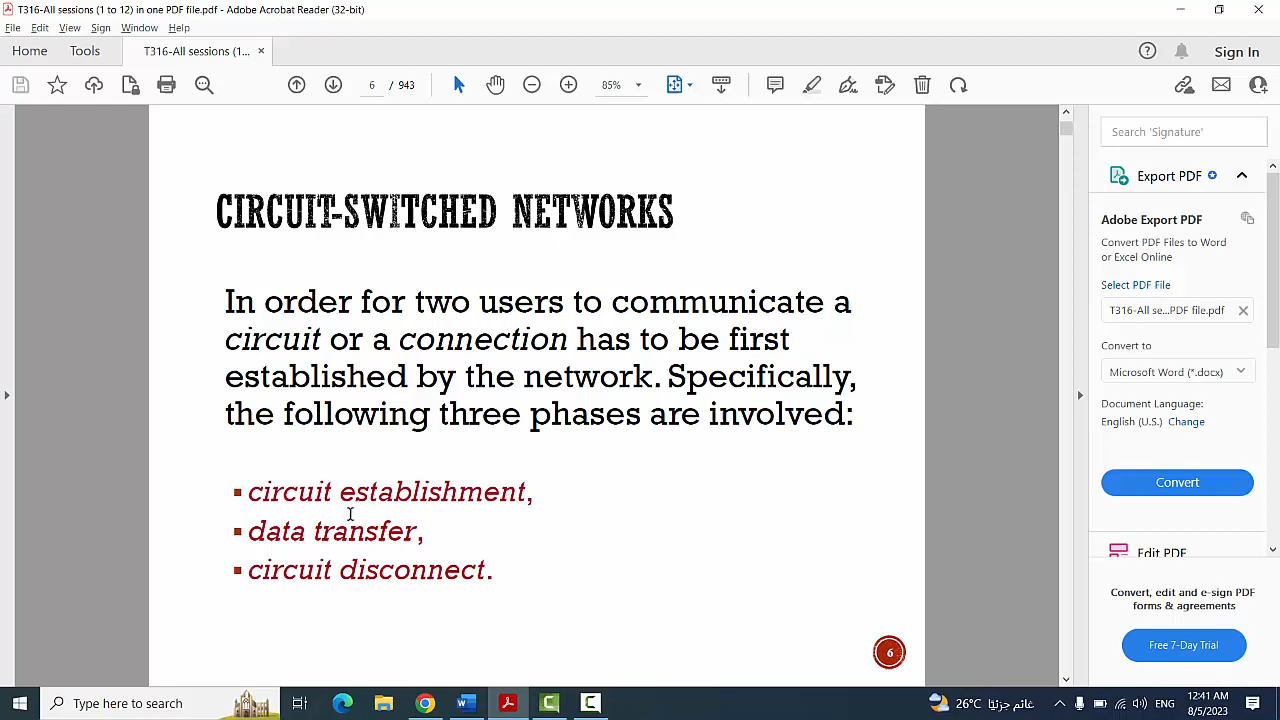 T316-All sessions (1 to 12) in one PDF file.pdf - Adobe Acrobat Reader (32-bit)
File Edit View Sign Window Help
Home Tools T316-All sessions (1... × Sign In
6 / 943 85%
CIRCUIT-SWITCHED NETWORKS
In order for two users to communicate a
circuit or a connection has to be first
established by the network. Specifically,
the following three phases are involved:
▪ circuit establishment,
▪ data transfer,
▪ circuit disconnect.
6
Search 'Signature'
Export PDF
Adobe Export PDF
Convert PDF Files to Word
or Excel Online
Select PDF File
T316-All se...PDF file.pdf
Convert to
Microsoft Word (*.docx)
Document Language:
English (U.S.) Change
Convert
Edit PDF
Convert, edit and e-sign PDF
forms & agreements
Free 7-Day Trial
Type here to search
26°C غائم جزئيًا
12:41 AM
8/5/2023